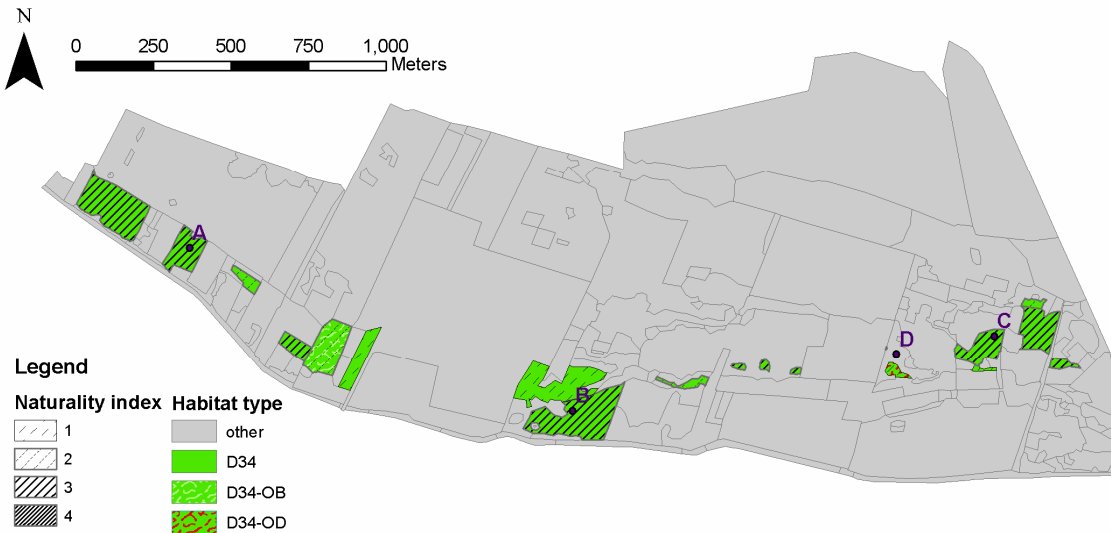 N
0 250 500 750 1,000
Meters
A
C
D
B
Legend
Naturality index Habitat type
1 other
2 D34
3 D34-OB
4 D34-OD